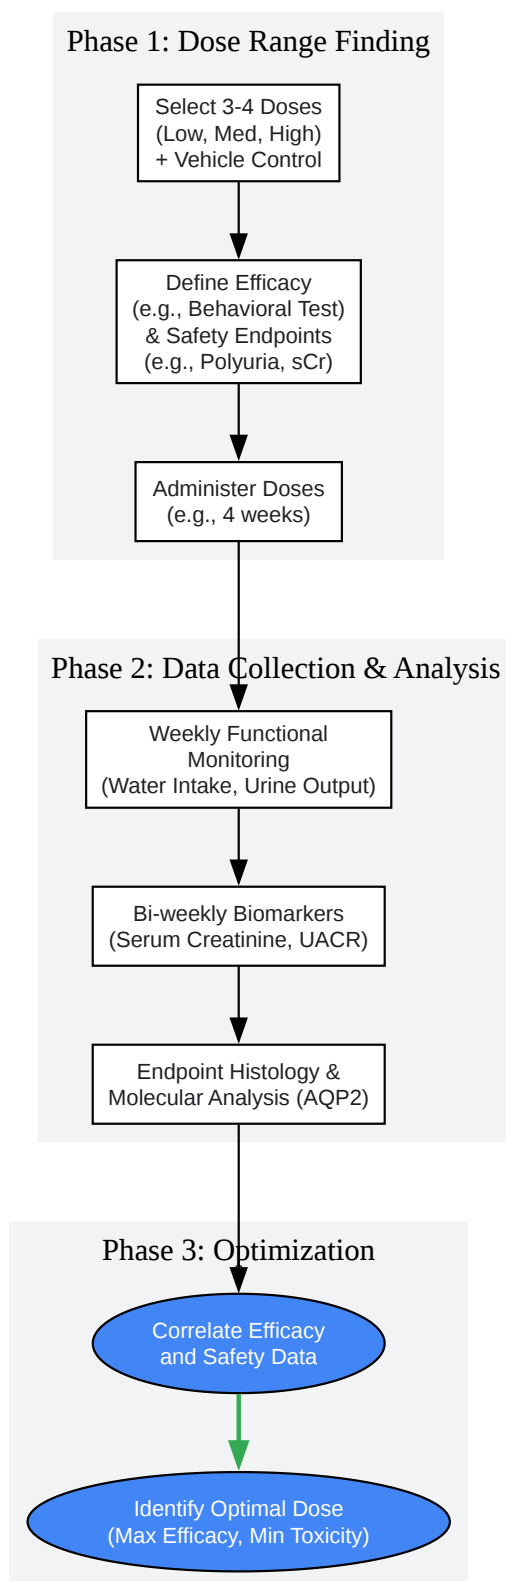 Phase 1: Dose Range Finding
Select 3-4 Doses
(Low, Med, High)
+ Vehicle Control
Define Efficacy
(e.g., Behavioral Test)
& Safety Endpoints
(e.g., Polyuria, sCr)
Administer Doses
(e.g., 4 weeks)
Phase 2: Data Collection & Analysis
Weekly Functional
Monitoring
(Water Intake, Urine Output)
Bi-weekly Biomarkers
(Serum Creatinine, UACR)
Endpoint Histology &
Molecular Analysis (AQP2)
Phase 3: Optimization
Correlate Efficacy
and Safety Data
Identify Optimal Dose
(Max Efficacy, Min Toxicity)